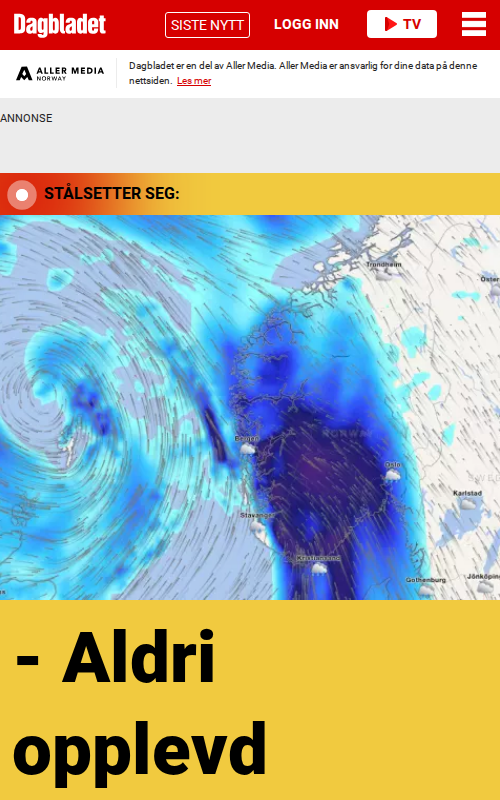 Dagbladet
SISTE NYTT
LOGG INN
TV
ALLER MEDIA
NORWAY
Dagbladet er en del av Aller Media. Aller Media er ansvarlig for dine data på denne
nettsiden. Les mer
ANNONSE
STÅLSETTER SEG:
Trondheim
Öster
NORWAY
Bergen
Oslo
SWED
Karlstad
Stavanger
Kristiansand
Gothenburg
Jönköping
- Aldri
opplevd